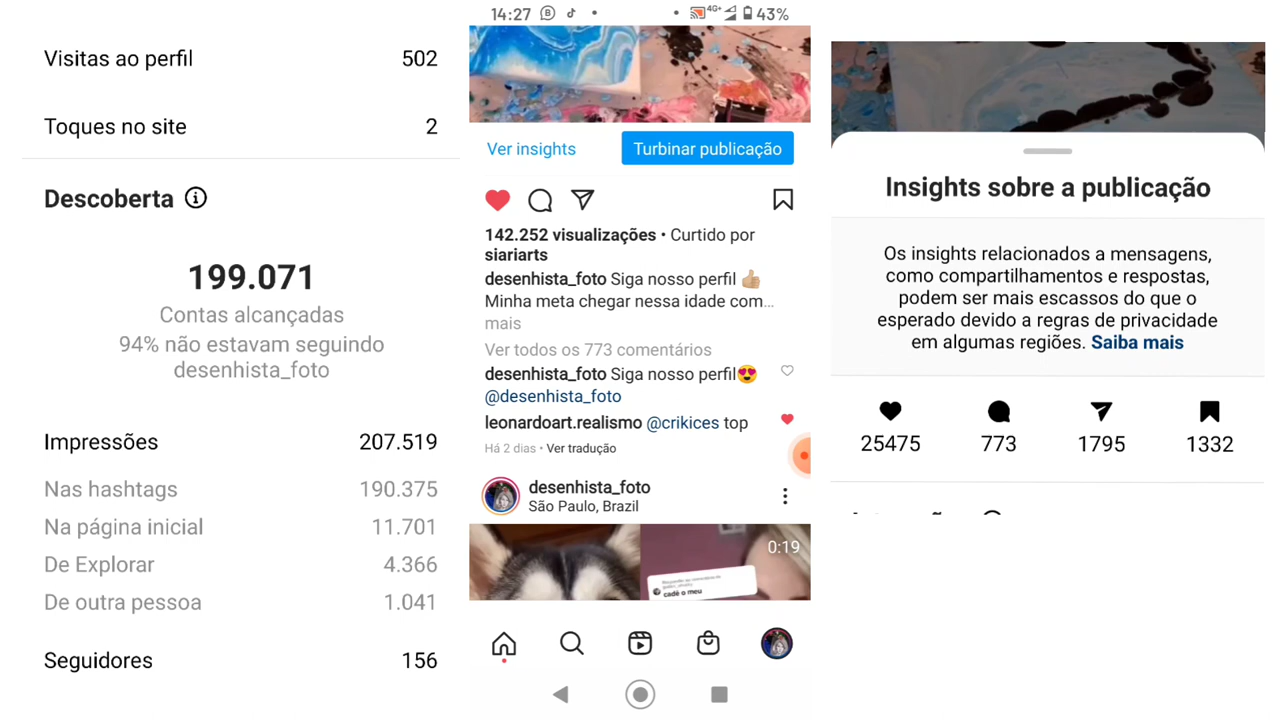 Visitas ao perfil 502
Toques no site 2
Descoberta
199.071
Contas alcançadas
94% não estavam seguindo
desenhista_foto
Impressões 207.519
Nas hashtags 190.375
Na página inicial 11.701
De Explorar 4.366
De outra pessoa 1.041
Seguidores 156
14:27 4G+ 43%
Ver insights Turbinar publicação
142.252 visualizações • Curtido por
siariarts
desenhista_foto Siga nosso perfil 👍🏼
Minha meta chegar nessa idade com...
mais
Ver todos os 773 comentários
desenhista_foto Siga nosso perfil😍
@desenhista_foto
leonardoart.realismo @crikices top
Há 2 dias • Ver tradução
desenhista_foto
São Paulo, Brazil
0:19
cadê o meu
Insights sobre a publicação
Os insights relacionados a mensagens,
como compartilhamentos e respostas,
podem ser mais escassos do que o
esperado devido a regras de privacidade
em algumas regiões. Saiba mais
25475 773 1795 1332